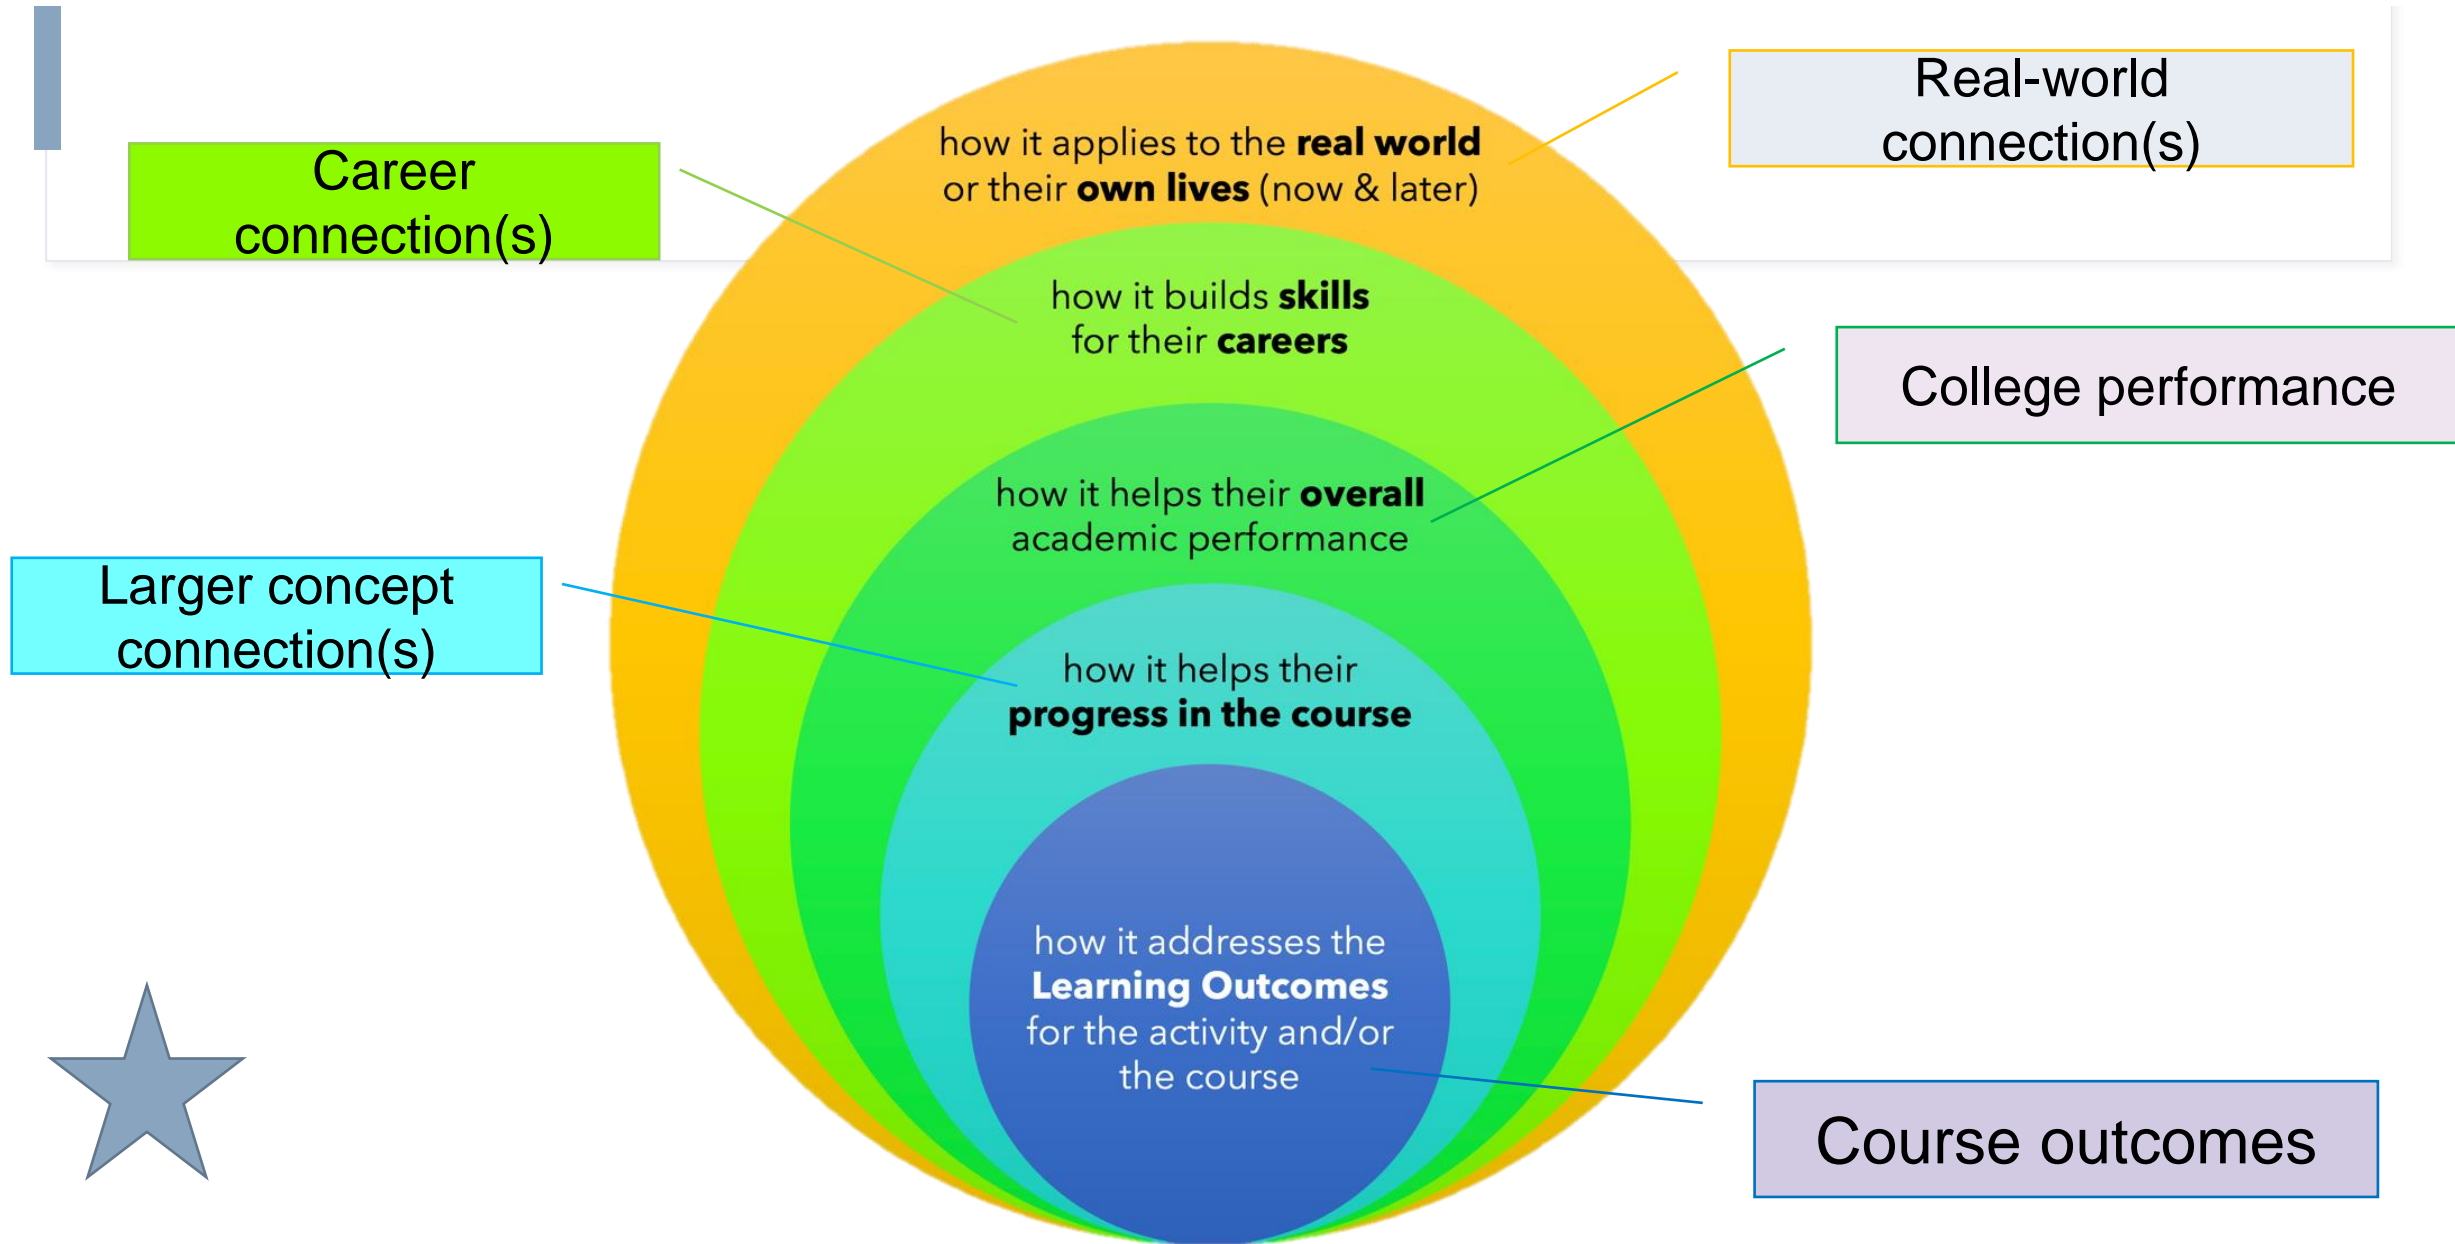 Real-world
connection(s)
Career
connection(s)
how it applies to the real world
or their own lives (now & later)
how it builds skills
for their careers
College performance
how it helps their overall
academic performance
Larger concept
connection(s)
how it helps their
progress in the course
how it addresses the
Learning Outcomes
for the activity and/or
the course
Course outcomes